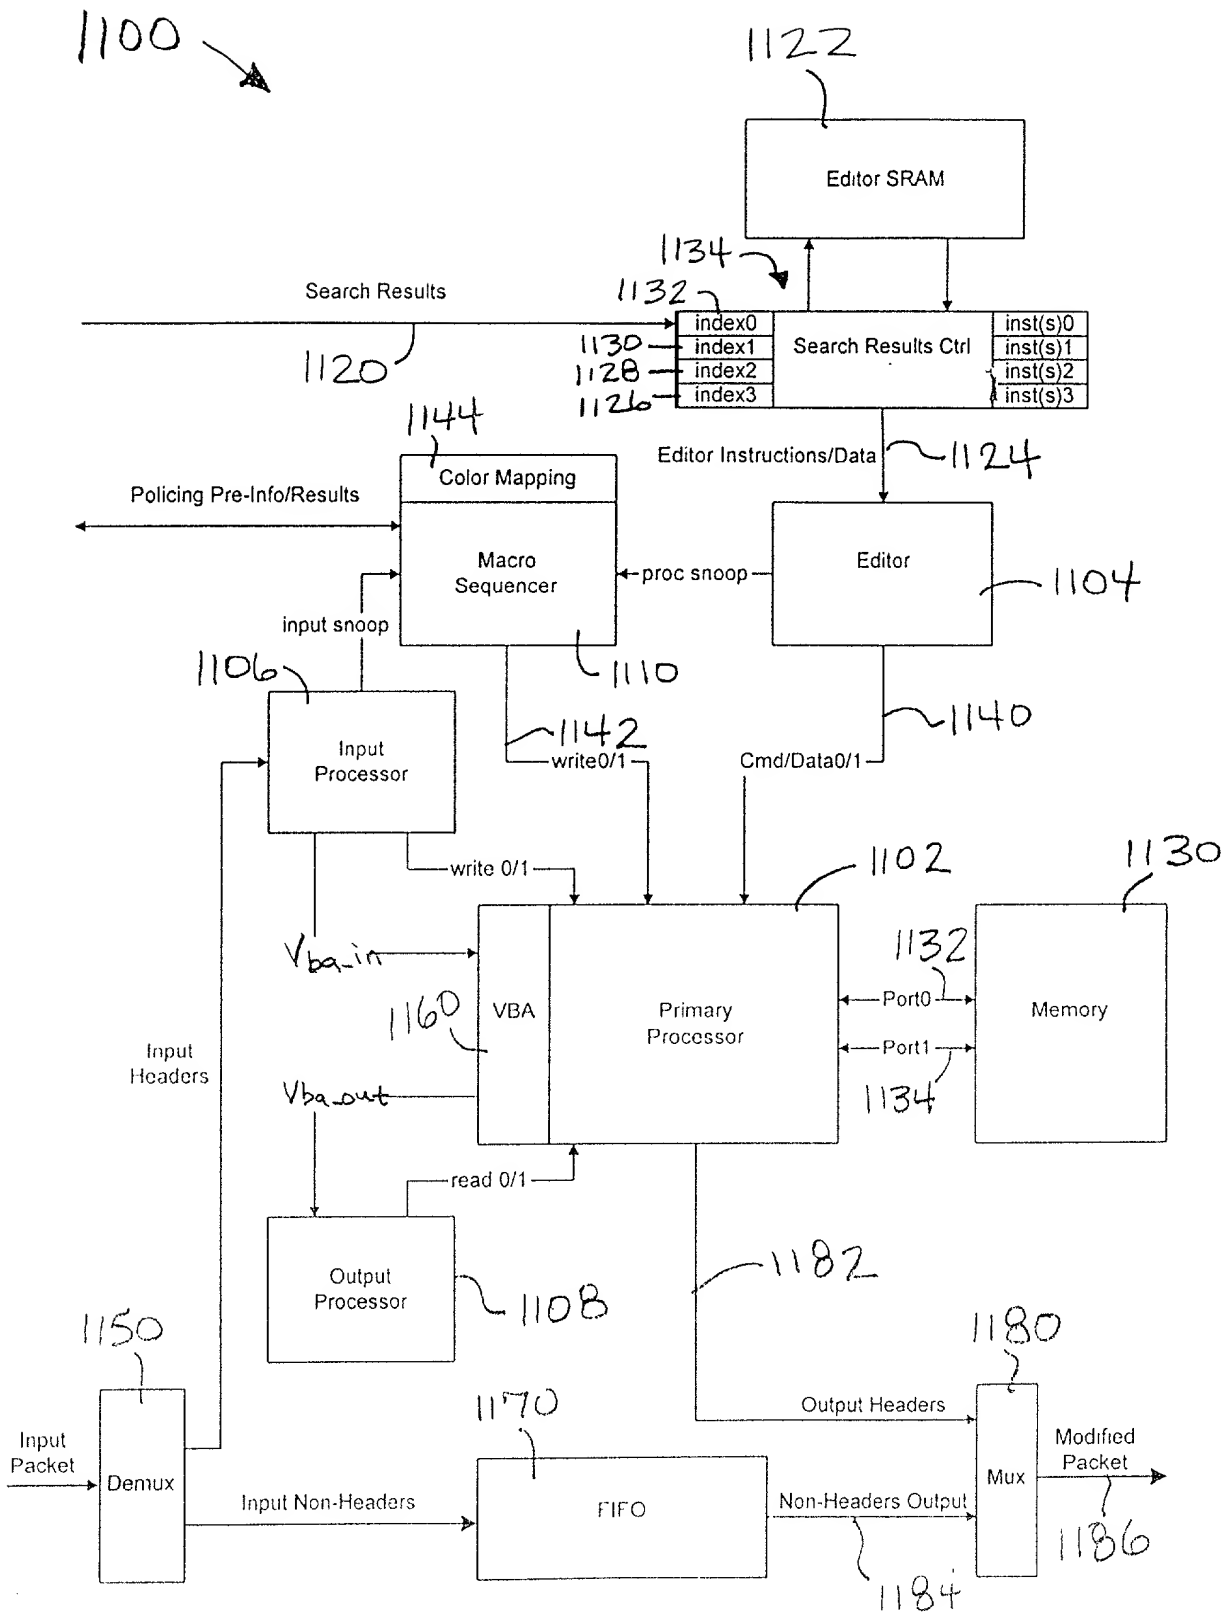 1100
1122
Editor SRAM
1134
Search Results
1132
1120
index0
index1
index2
index3
1130
1128
1126
Search Results Ctrl
inst(s)0
inst(s)1
inst(s)2
inst(s)3
1144
Editor Instructions/Data
1124
Color Mapping
Policing Pre-Info/Results
Macro
Sequencer
proc snoop
Editor
1104
input snoop
1106
1110
1142
1140
Input
Processor
write0/1
Cmd/Data0/1
write 0/1
1102
1130
Vba_in
1132
1160
VBA
Primary
Processor
Port0
Memory
Input
Headers
Port1
1134
Vba_out
read 0/1
Output
Processor
1108
1182
1150
1180
1170
Output Headers
Input
Packet
Demux
Input Non-Headers
FIFO
Non-Headers Output
Mux
Modified
Packet
1186
1184